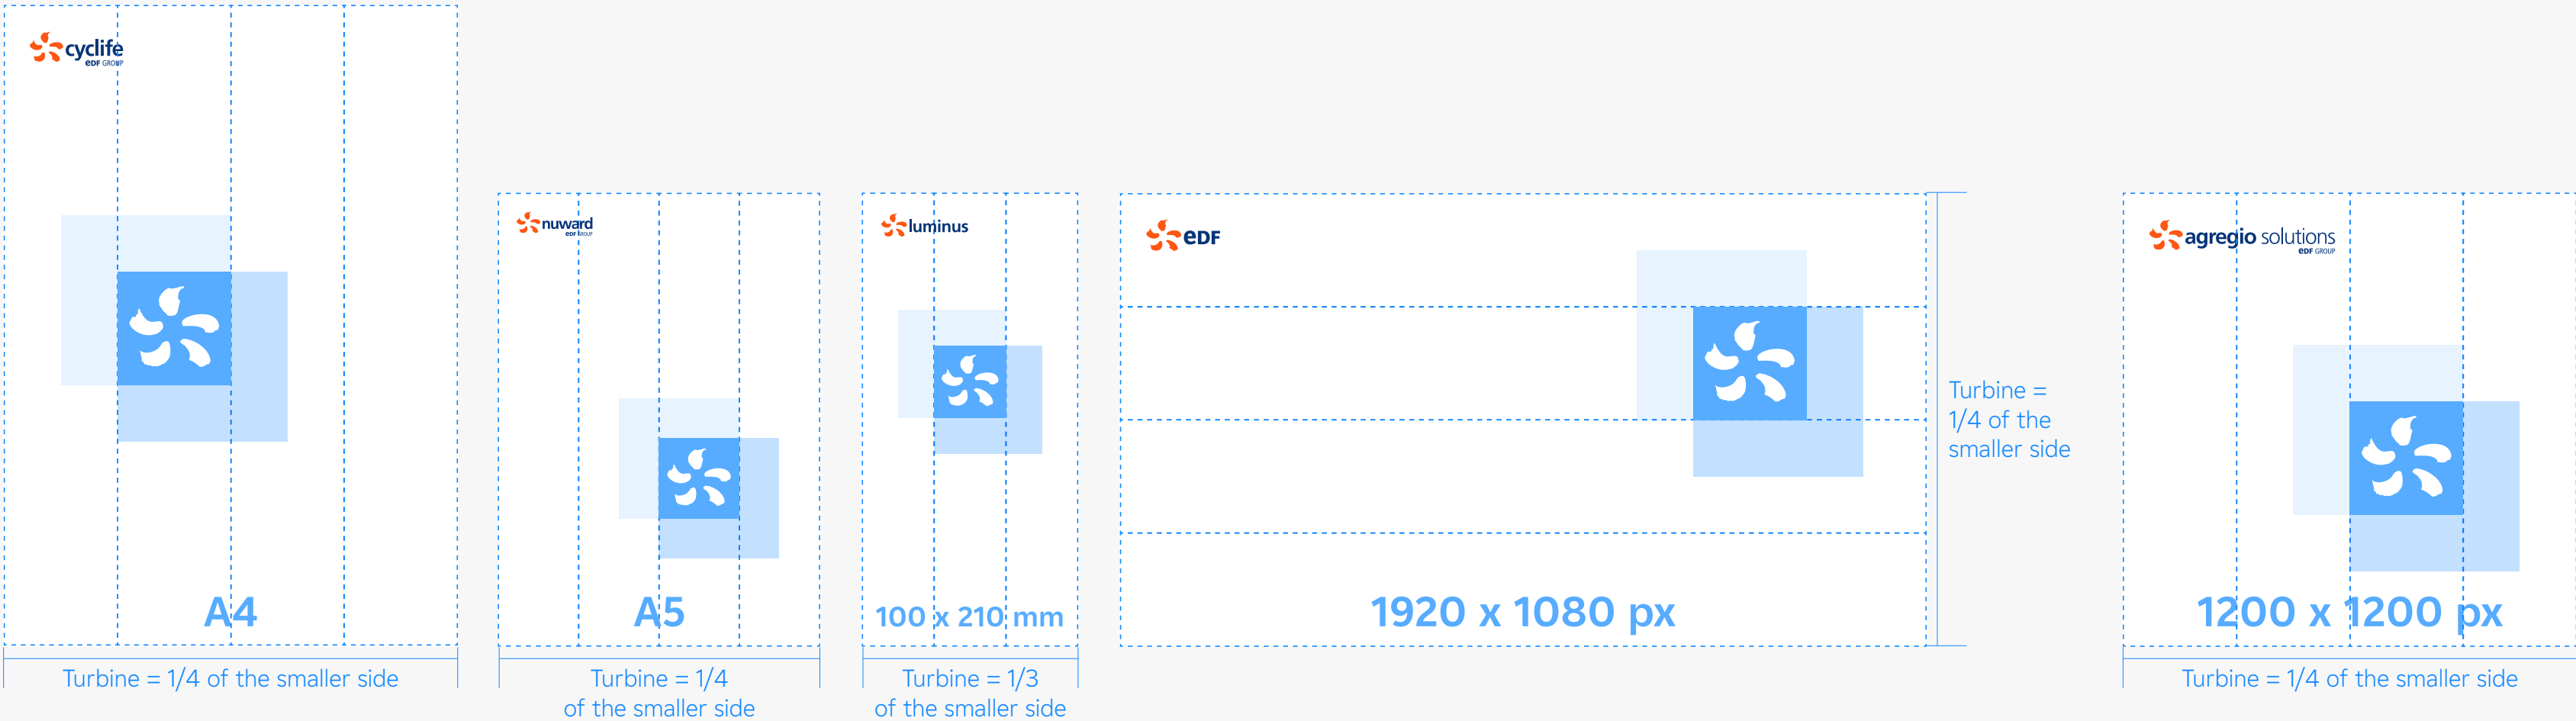 cyclife
eDF GROUP
A4
Turbine = 1/4 of the smaller side
nuward
eDF GROUP
A5
Turbine = 1/4
of the smaller side
luminus
100 x 210 mm
Turbine = 1/3
of the smaller side
eDF
1920 x 1080 px
Turbine =
1/4 of the
smaller side
agregio solutions
eDF GROUP
1200 x 1200 px
Turbine = 1/4 of the smaller side